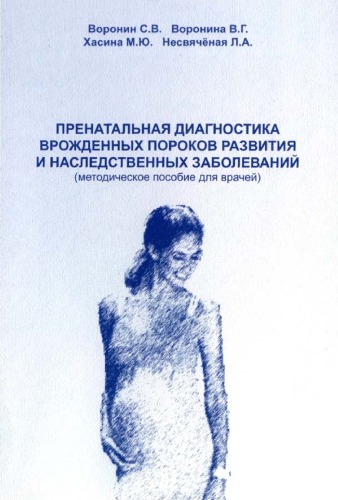 Воронин С.В. Воронина В.Г.
Хасина М.Ю. Несвячёная Л.А.
ПРЕНАТАЛЬНАЯ ДИАГНОСТИКА
ВРОЖДЕННЫХ ПОРОКОВ РАЗВИТИЯ
И НАСЛЕДСТВЕННЫХ ЗАБОЛЕВАНИЙ
(методическое пособие для врачей)